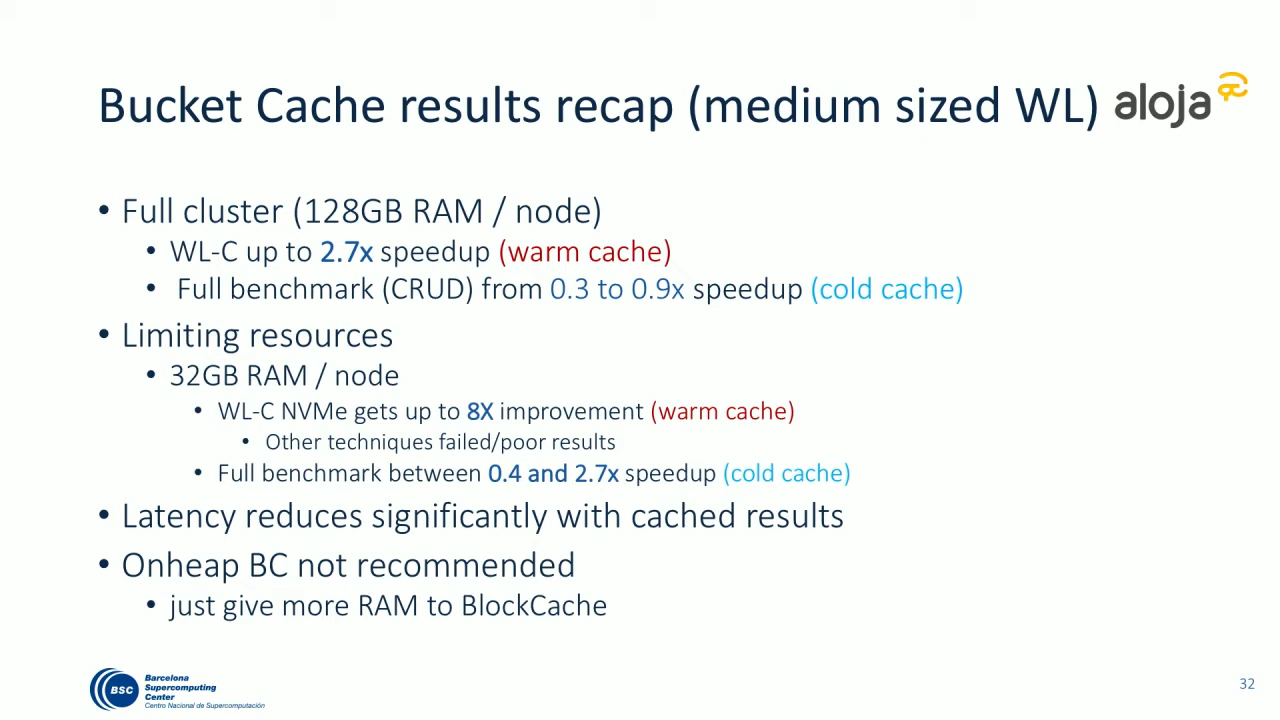 Bucket Cache results recap (medium sized WL)
aloja
• Full cluster (128GB RAM / node)
• WL-C up to 2.7x speedup (warm cache)
• Full benchmark (CRUD) from 0.3 to 0.9x speedup (cold cache)
• Limiting resources
• 32GB RAM / node
• WL-C NVMe gets up to 8X improvement (warm cache)
• Other techniques failed/poor results
• Full benchmark between 0.4 and 2.7x speedup (cold cache)
• Latency reduces significantly with cached results
• Onheap BC not recommended
• just give more RAM to BlockCache
BSC
Barcelona
Supercomputing
Center
Centro Nacional de Supercomputación
32